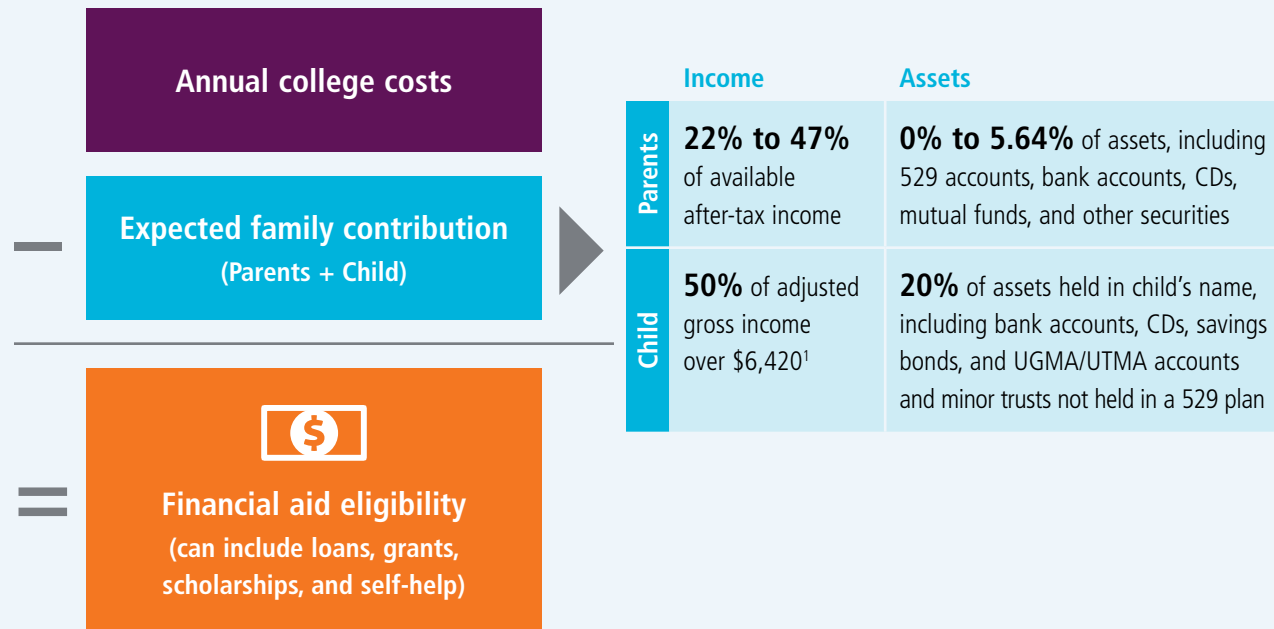 Annual college costs
Expected family contribution
(Parents + Child)
$
Financial aid eligibility
(can include loans, grants,
scholarships, and self-help)
Income
Assets
Parents
22% to 47%
of available
after-tax income
0% to 5.64% of assets, including
529 accounts, bank accounts, CDs,
mutual funds, and other securities
Child
50% of adjusted
gross income
over $6,420¹
20% of assets held in child’s name,
including bank accounts, CDs, savings
bonds, and UGMA/UTMA accounts
and minor trusts not held in a 529 plan